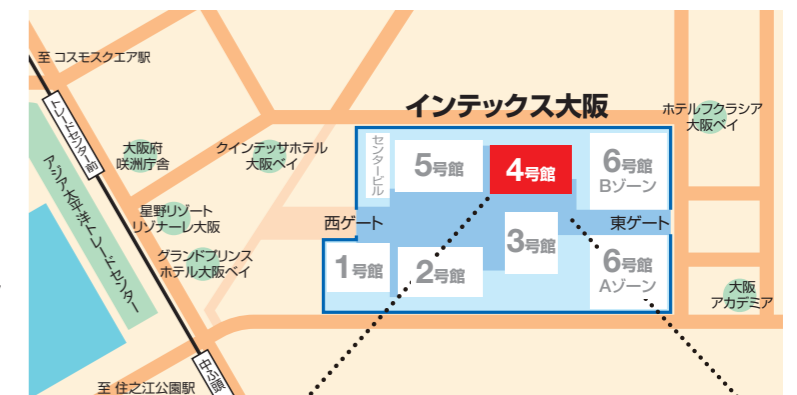 至 コスモスクエア駅
トレードセンター前
アジア太平洋トレードセンター
大阪府
咲洲庁舎
クインテッサホテル
大阪ベイ
星野リゾート
リゾナーレ大阪
グランドプリンス
ホテル大阪ベイ
至 住之江公園駅
中ふ頭
インテックス大阪
ホテルフクラシア
大阪ベイ
センタービル
5号館
4号館
6号館
Bゾーン
西ゲート
東ゲート
3号館
1号館
2号館
6号館
Aゾーン
大阪
アカデミア